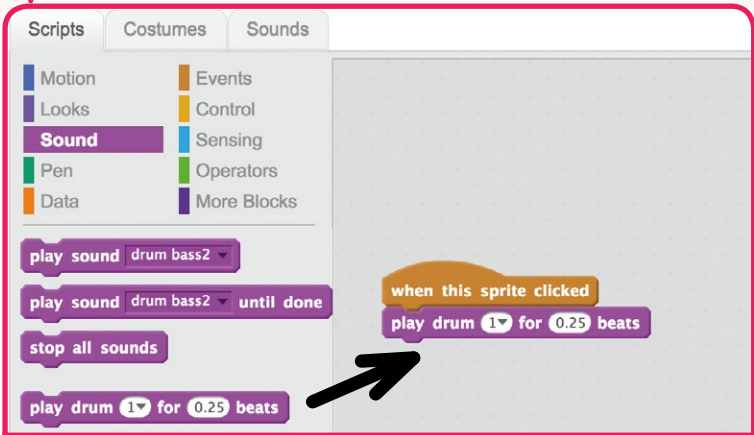 Scripts Costumes Sounds
Motion Events
Looks Control
Sound Sensing
Pen Operators
Data More Blocks
play sound drum bass2
play sound drum bass2 until done
stop all sounds
play drum 1 for 0.25 beats
when this sprite clicked
play drum 1 for 0.25 beats